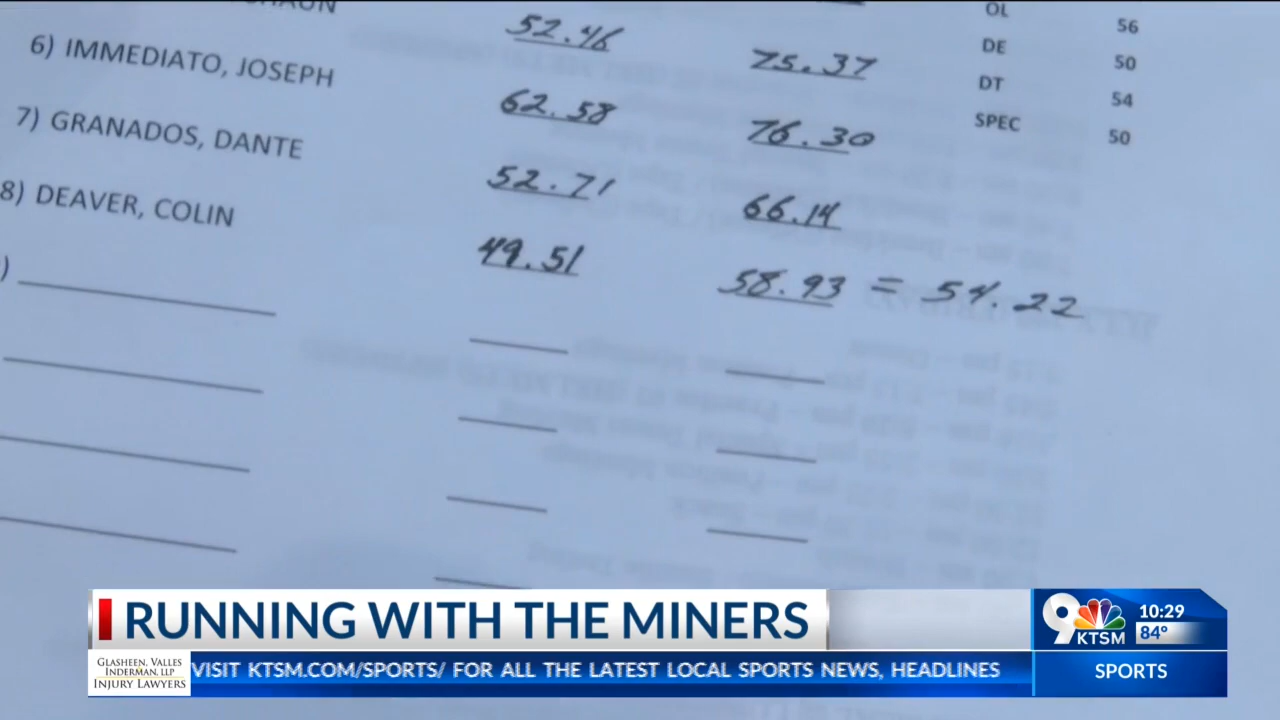 52.46 75.37
6) IMMEDIATO, JOSEPH 62.58 76.30
7) GRANADOS, DANTE 52.71 66.14
8) DEAVER, COLIN 49.51 58.93 = 54.22
)
OL 56
DE 50
DT 54
SPEC 50
RUNNING WITH THE MINERS
9 KTSM
10:29
84°
GLASHEEN, VALLES
INDERMAN, LLP
INJURY LAWYERS
VISIT KTSM.COM/SPORTS/ FOR ALL THE LATEST LOCAL SPORTS NEWS, HEADLINES
SPORTS